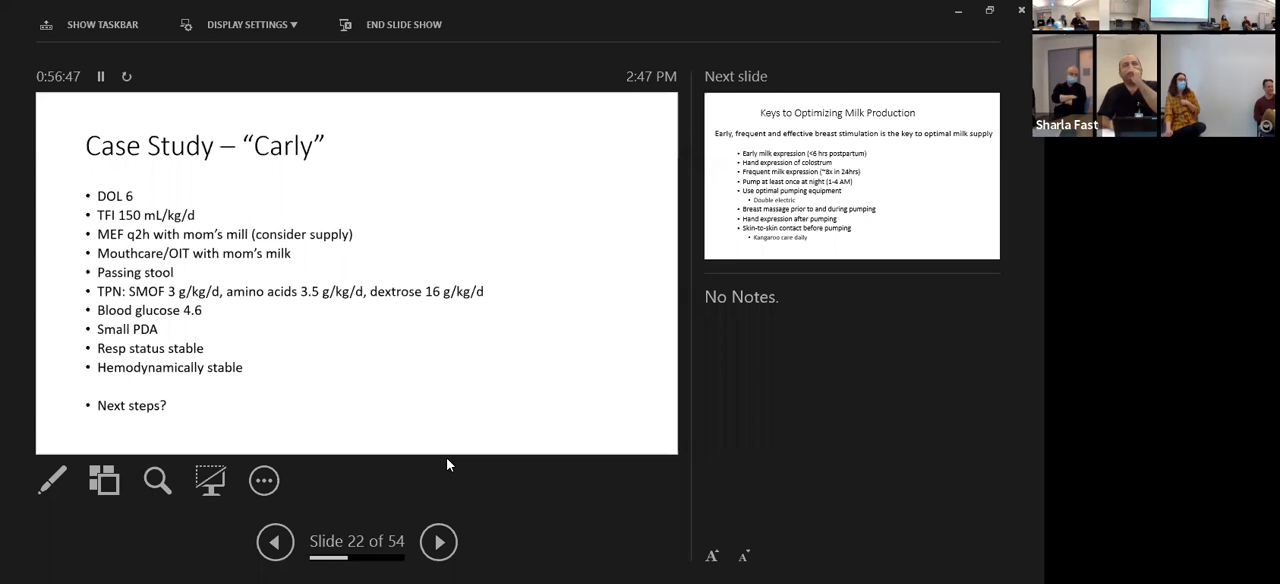 SHOW TASKBAR
DISPLAY SETTINGS ▼
END SLIDE SHOW
0:56:47
2:47 PM
Case Study – “Carly”
• DOL 6
• TFI 150 mL/kg/d
• MEF q2h with mom’s mill (consider supply)
• Mouthcare/OIT with mom’s milk
• Passing stool
• TPN: SMOF 3 g/kg/d, amino acids 3.5 g/kg/d, dextrose 16 g/kg/d
• Blood glucose 4.6
• Small PDA
• Resp status stable
• Hemodynamically stable
• Next steps?
Slide 22 of 54
Next slide
Keys to Optimizing Milk Production
Early, frequent and effective breast stimulation is the key to optimal milk supply
• Early milk expression (<6 hrs postpartum)
• Hand expression of colostrum
• Frequent milk expression (~8x in 24hrs)
• Pump at least once at night (1-4 AM)
• Use optimal pumping equipment
• Double electric
• Breast massage prior to and during pumping
• Hand expression after pumping
• Skin-to-skin contact before pumping
• Kangaroo care daily
No Notes.
A A
Sharla Fast